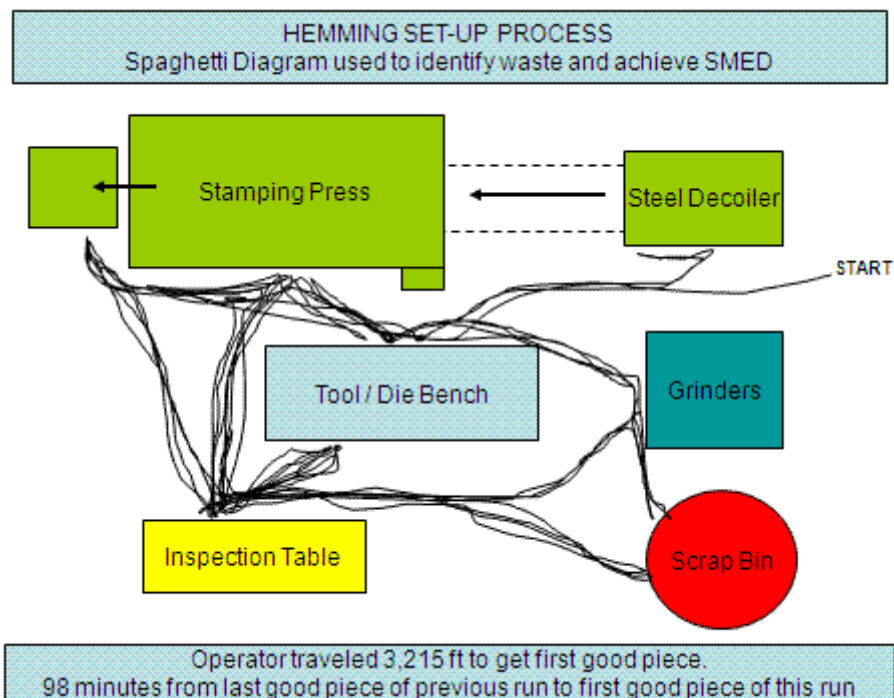 HEMMING SET-UP PROCESS
Spaghetti Diagram used to identify waste and achieve SMED
Stamping Press
Steel Decoiler
START
Tool / Die Bench
Grinders
Inspection Table
Scrap Bin
Operator traveled 3,215 ft to get first good piece.
98 minutes from last good piece of previous run to first good piece of this run